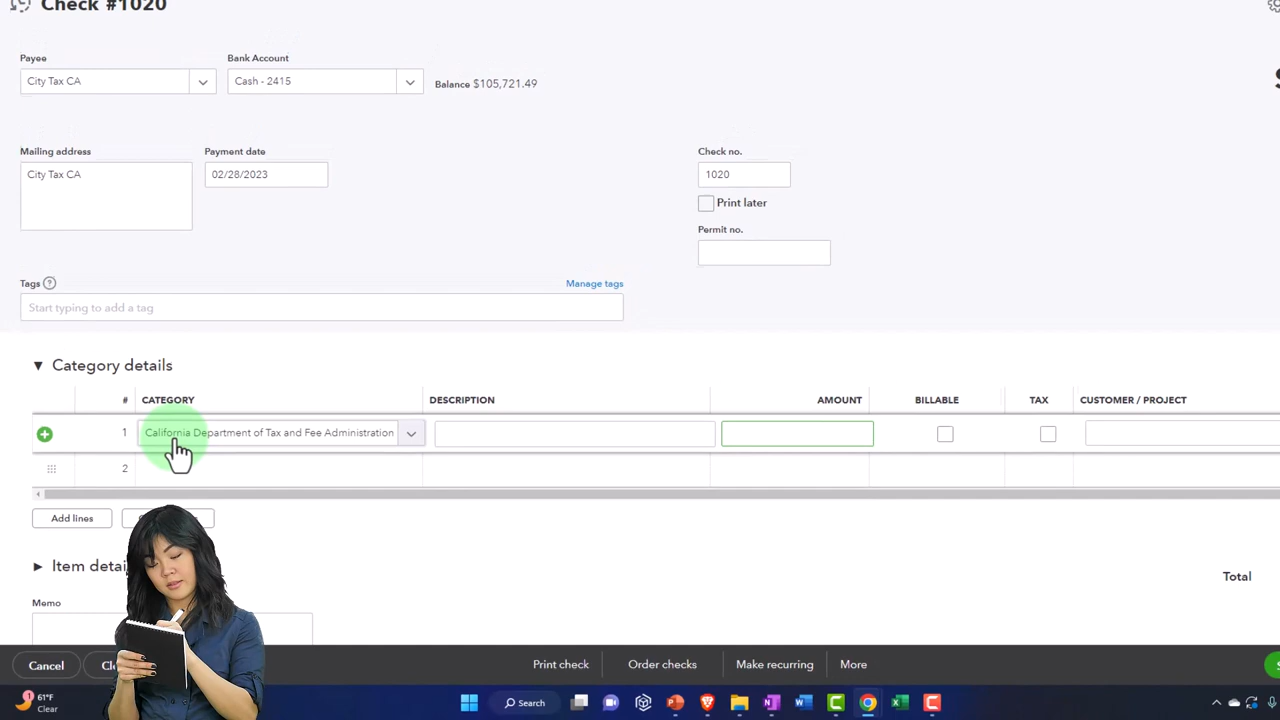 Check #1020
Payee
Bank Account
City Tax CA
Cash - 2415
Balance $105,721.49
Mailing address
Payment date
Check no.
City Tax CA
02/28/2023
1020
Print later
Permit no.
Tags ?
Manage tags
Start typing to add a tag
Category details
# CATEGORY DESCRIPTION AMOUNT BILLABLE TAX CUSTOMER / PROJECT
1 California Department of Tax and Fee Administration
2
Add lines
Item detai
Total
Memo
Cancel
Print check
Order checks
Make recurring
More
61°F
Clear
Search